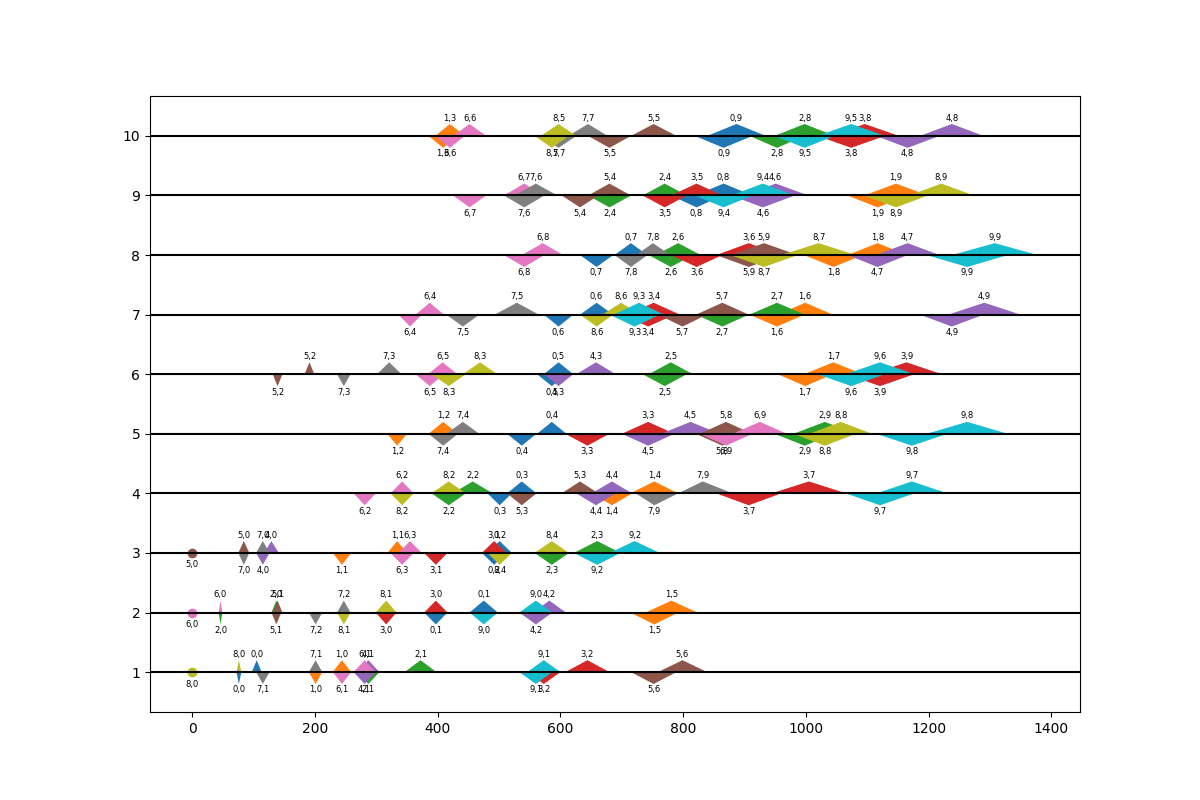 1,3 6,6 8,5 7,7 5,5 0,9 2,8 9,5 3,8 4,8
10
5,5 0,9 2,8 9,5 3,8 4,8
6,7 7,6 5,4 2,4 3,5 0,8 9,4 4,6 1,9 8,9
9
6,7 7,6 5,4 2,4 3,5 0,8 9,4 4,6 1,9 8,9
6,8 0,7 7,8 2,6 3,6 5,9 8,7 1,8 4,7 9,9
8
6,8 0,7 7,8 2,6 3,6 5,9 8,7 1,8 4,7 9,9
6,4 7,5 0,6 8,6 9,3 3,4 5,7 2,7 1,6 4,9
7
6,4 7,5 0,6 8,6 9,3 3,4 5,7 2,7 1,6 4,9
5,2 7,3 6,5 8,3 0,5 4,3 2,5 1,7 9,6 3,9
6
5,2 7,3 6,5 8,3 2,5 1,7 9,6 3,9
1,2 7,4 0,4 3,3 4,5 5,8 6,9 2,9 8,8 9,8
5
1,2 7,4 0,4 3,3 4,5 2,9 8,8 9,8
6,2 8,2 2,2 0,3 5,3 4,4 1,4 7,9 3,7 9,7
4
6,2 8,2 2,2 0,3 5,3 4,4 1,4 7,9 3,7 9,7
5,0 7,0 4,0 1,1 6,3 8,4 2,3 9,2
3
5,0 7,0 4,0 1,1 6,3 3,1 2,3 9,2
6,0 7,2 8,1 3,0 0,1 9,0 4,2 1,5
2
6,0 2,0 5,1 7,2 8,1 3,0 0,1 9,0 4,2 1,5
8,0 0,0 7,1 1,0 2,1 9,1 3,2 5,6
1
8,0 0,0 7,1 1,0 6,1 9,1 3,2 5,6
0 200 400 600 800 1000 1200 1400